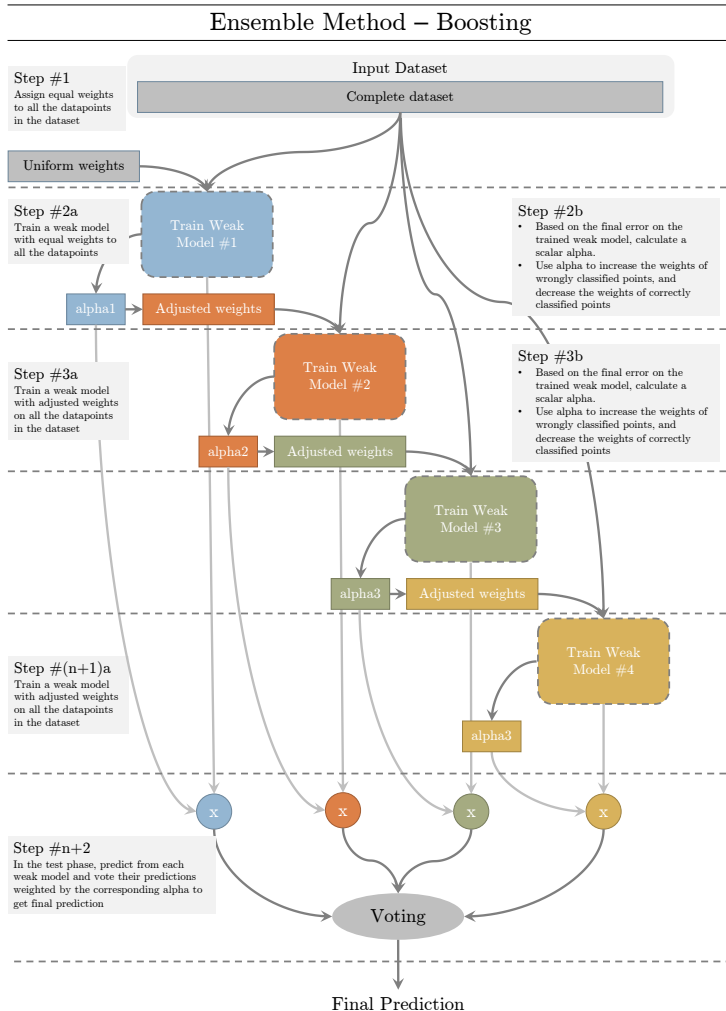 Ensemble Method – Boosting
Input Dataset
Complete dataset
Step #1
Assign equal weights
to all the datapoints
in the dataset
Uniform weights
Step #2a
Train a weak model
with equal weights to
all the datapoints
Train Weak
Model #1
Step #2b
• Based on the final error on the
trained weak model, calculate a
scalar alpha.
• Use alpha to increase the weights of
wrongly classified points, and
decrease the weights of correctly
classified points
alpha1
Adjusted weights
Step #3a
Train a weak model
with adjusted weights
on all the datapoints
in the dataset
Train Weak
Model #2
Step #3b
• Based on the final error on the
trained weak model, calculate a
scalar alpha.
• Use alpha to increase the weights of
wrongly classified points, and
decrease the weights of correctly
classified points
alpha2
Adjusted weights
Train Weak
Model #3
alpha3
Adjusted weights
Step #(n+1)a
Train a weak model
with adjusted weights
on all the datapoints
in the dataset
Train Weak
Model #4
alpha3
x
x
x
x
Step #n+2
In the test phase, predict from each
weak model and vote their predictions
weighted by the corresponding alpha to
get final prediction
Voting
Final Prediction